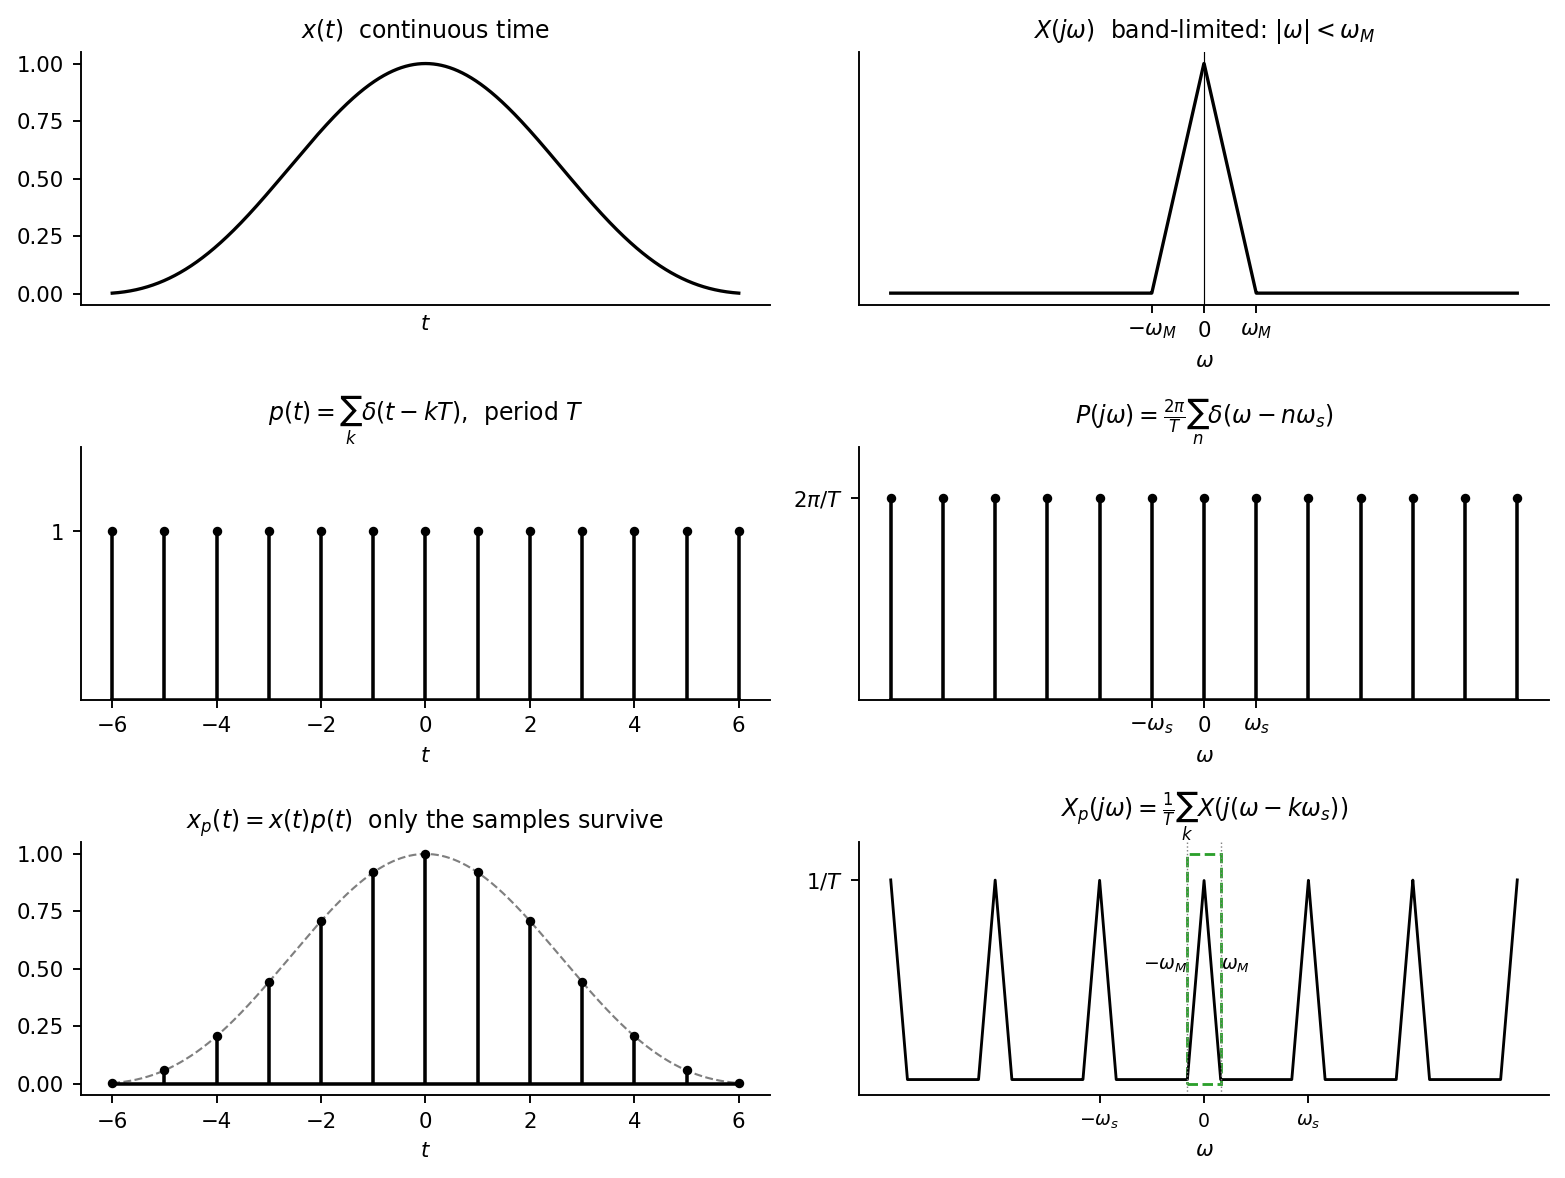 x(t) continuous time
1.00
0.75
0.50
0.25
0.00
t
X(jω) band-limited: |ω| < ω_M
−ω_M 0 ω_M
ω
p(t) = ∑_k δ(t − kT), period T
1
−6 −4 −2 0 2 4 6
t
P(jω) = 2π/T ∑_n δ(ω − nω_s)
2π/T
−ω_s 0 ω_s
ω
x_p(t) = x(t)p(t) only the samples survive
1.00
0.75
0.50
0.25
0.00
−6 −4 −2 0 2 4 6
t
X_p(jω) = 1/T ∑_k X(j(ω − kω_s))
1/T
−ω_M ω_M
−ω_s 0 ω_s
ω